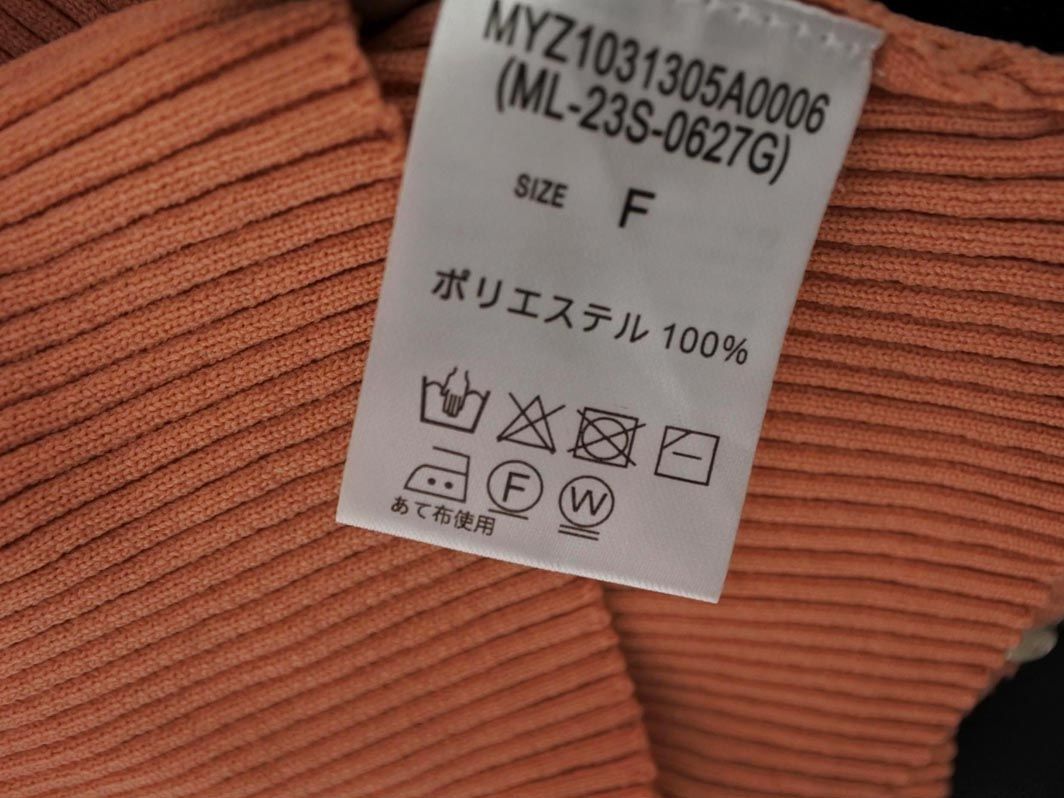 MYZ1031305A0006
(ML-23S-0627G)
SIZE F
ポリエステル 100%
F W
あて布使用